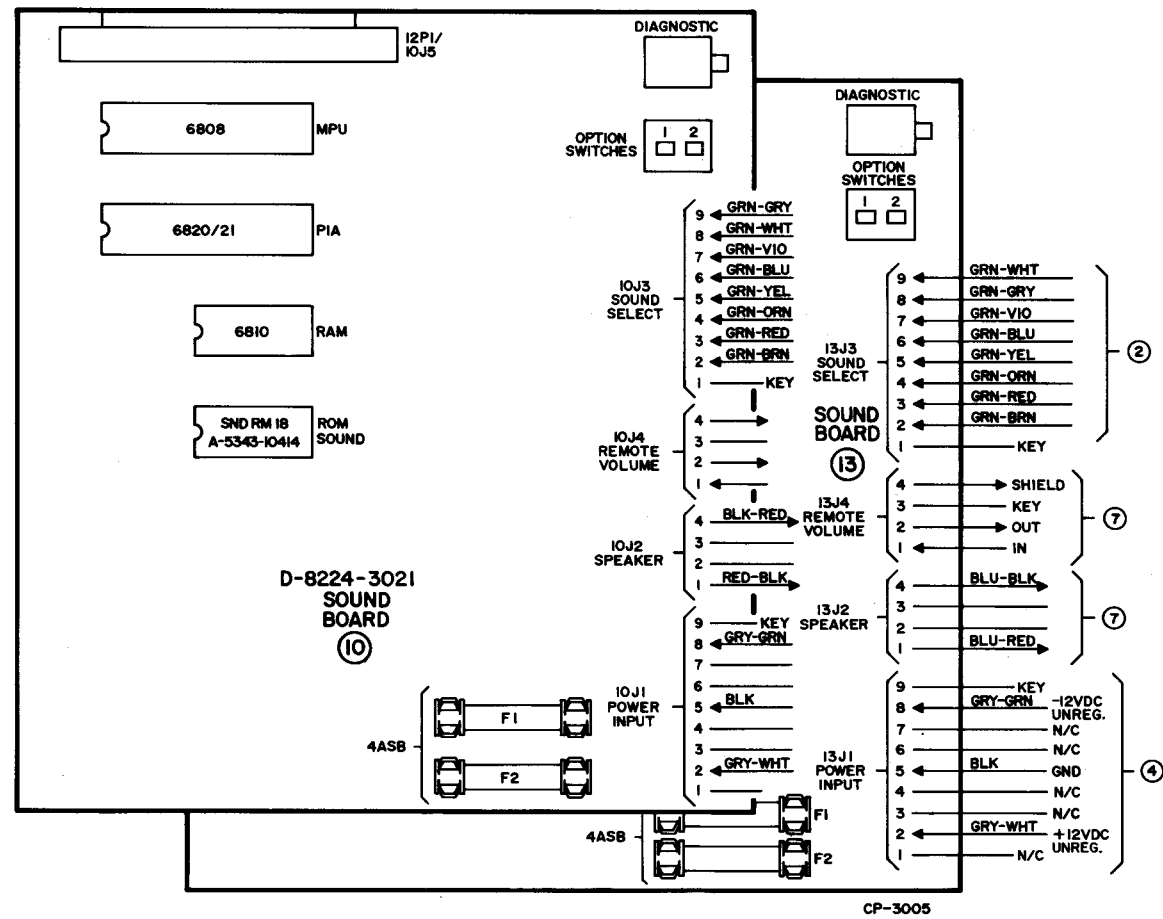 12P1/
10J5
DIAGNOSTIC
6808
MPU
OPTION
SWITCHES
1 2
6820/21
PIA
6810
RAM
SND RM 18
A-5343-10414
ROM
SOUND
D-8224-3021
SOUND
BOARD
10
4ASB
F1
F2
10J3
SOUND
SELECT
9 GRN-GRY
8 GRN-WHT
7 GRN-VIO
6 GRN-BLU
5 GRN-YEL
4 GRN-ORN
3 GRN-RED
2 GRN-BRN
1 KEY
10J4
REMOTE
VOLUME
4
3
2
1
10J2
SPEAKER
4 BLK-RED
3
2
1 RED-BLK
10J1
POWER
INPUT
9 KEY
8 GRY-GRN
7
6
5 BLK
4
3
2 GRY-WHT
1
DIAGNOSTIC
OPTION
SWITCHES
1 2
SOUND
BOARD
13
13J3
SOUND
SELECT
9 GRN-WHT
8 GRN-GRY
7 GRN-VIO
6 GRN-BLU
5 GRN-YEL
4 GRN-ORN
3 GRN-RED
2 GRN-BRN
1 KEY
2
13J4
REMOTE
VOLUME
4 SHIELD
3 KEY
2 OUT
1 IN
7
13J2
SPEAKER
4 BLU-BLK
3
2
1 BLU-RED
7
13J1
POWER
INPUT
9 KEY
8 GRY-GRN -12VDC
UNREG.
7 N/C
6 N/C
5 BLK GND
4 N/C
3 N/C
2 GRY-WHT +12VDC
UNREG.
1 N/C
4
4ASB
F1
F2
CP-3005